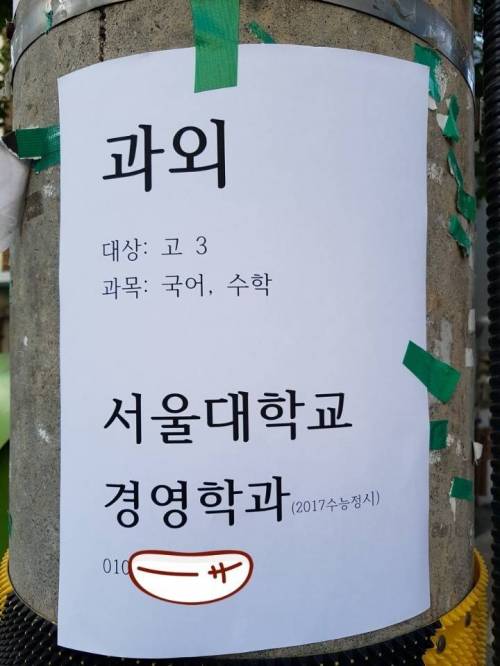 과외
대상: 고 3
과목: 국어, 수학
서울대학교
경영학과(2017수능정시)
010